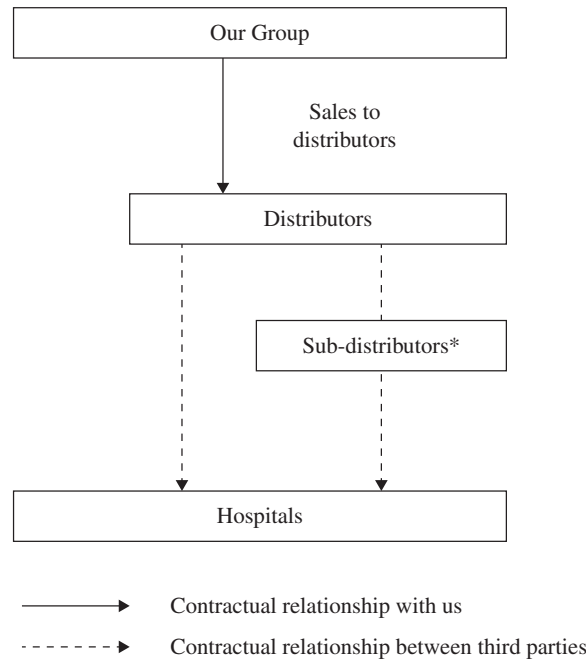 Our Group
Sales to
distributors
Distributors
Sub-distributors*
Hospitals
Contractual relationship with us
Contractual relationship between third parties